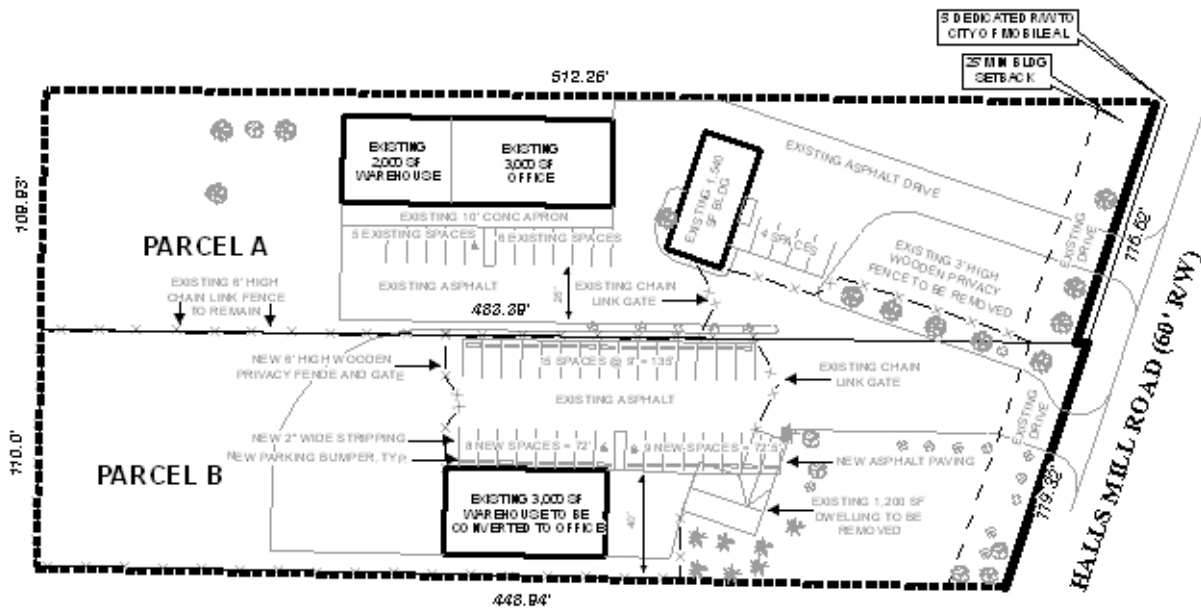 5' DEDICATED R/W TO
CITY OF MOBILE AL
25' MIN BLDG
SETBACK
512.26'
EXISTING
2,000 SF
WAREHOUSE
EXISTING
3,000 SF
OFFICE
EXISTING 1,540
SF BLDG
EXISTING ASPHALT DRIVE
109.93'
EXISTING 10' CONC APRON
5 EXISTING SPACES
6 EXISTING SPACES
4 SPACES
PARCEL A
EXISTING 3' HIGH
WOODEN PRIVACY
FENCE TO BE REMOVED
EXISTING
DRIVE
EXISTING 6' HIGH
CHAIN LINK FENCE
TO REMAIN
EXISTING ASPHALT
EXISTING CHAIN
LINK GATE
483.39'
HALLS MILL ROAD (60' R/W)
NEW 6' HIGH WOODEN
PRIVACY FENDE AND GATE
15 SPACES @ 9' = 135'
EXISTING CHAIN
LINK GATE
EXISTING ASPHALT
EXISTING
DRIVE
110.0'
NEW 2" WIDE STRIPPING
NEW PARKING BUMPER, TYP.
8 NEW SPACES = 72'
9 NEW SPACES = 72'5"
NEW ASPHALT PAVING
PARCEL B
EXISTING 3,000 SF
WAREHOUSE TO BE
CONVERTED TO OFFICE
40'
EXISTING 1,200 SF
DWELLING TO BE
REMOVED
448.94'